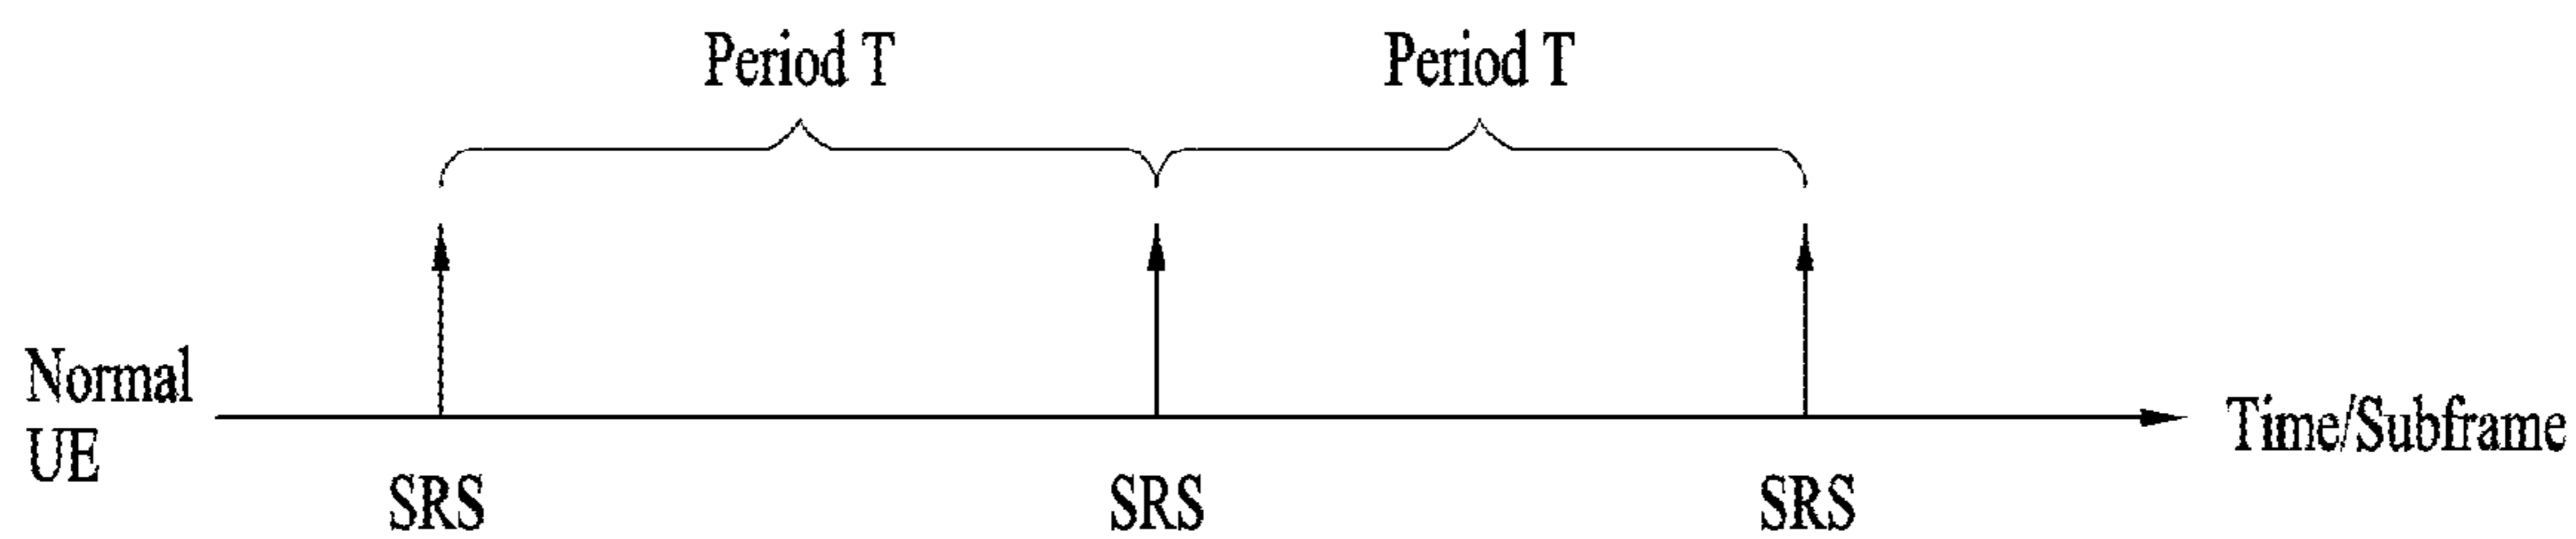 Period T
Period T
Normal
UE
Time/Subframe
SRS
SRS
SRS